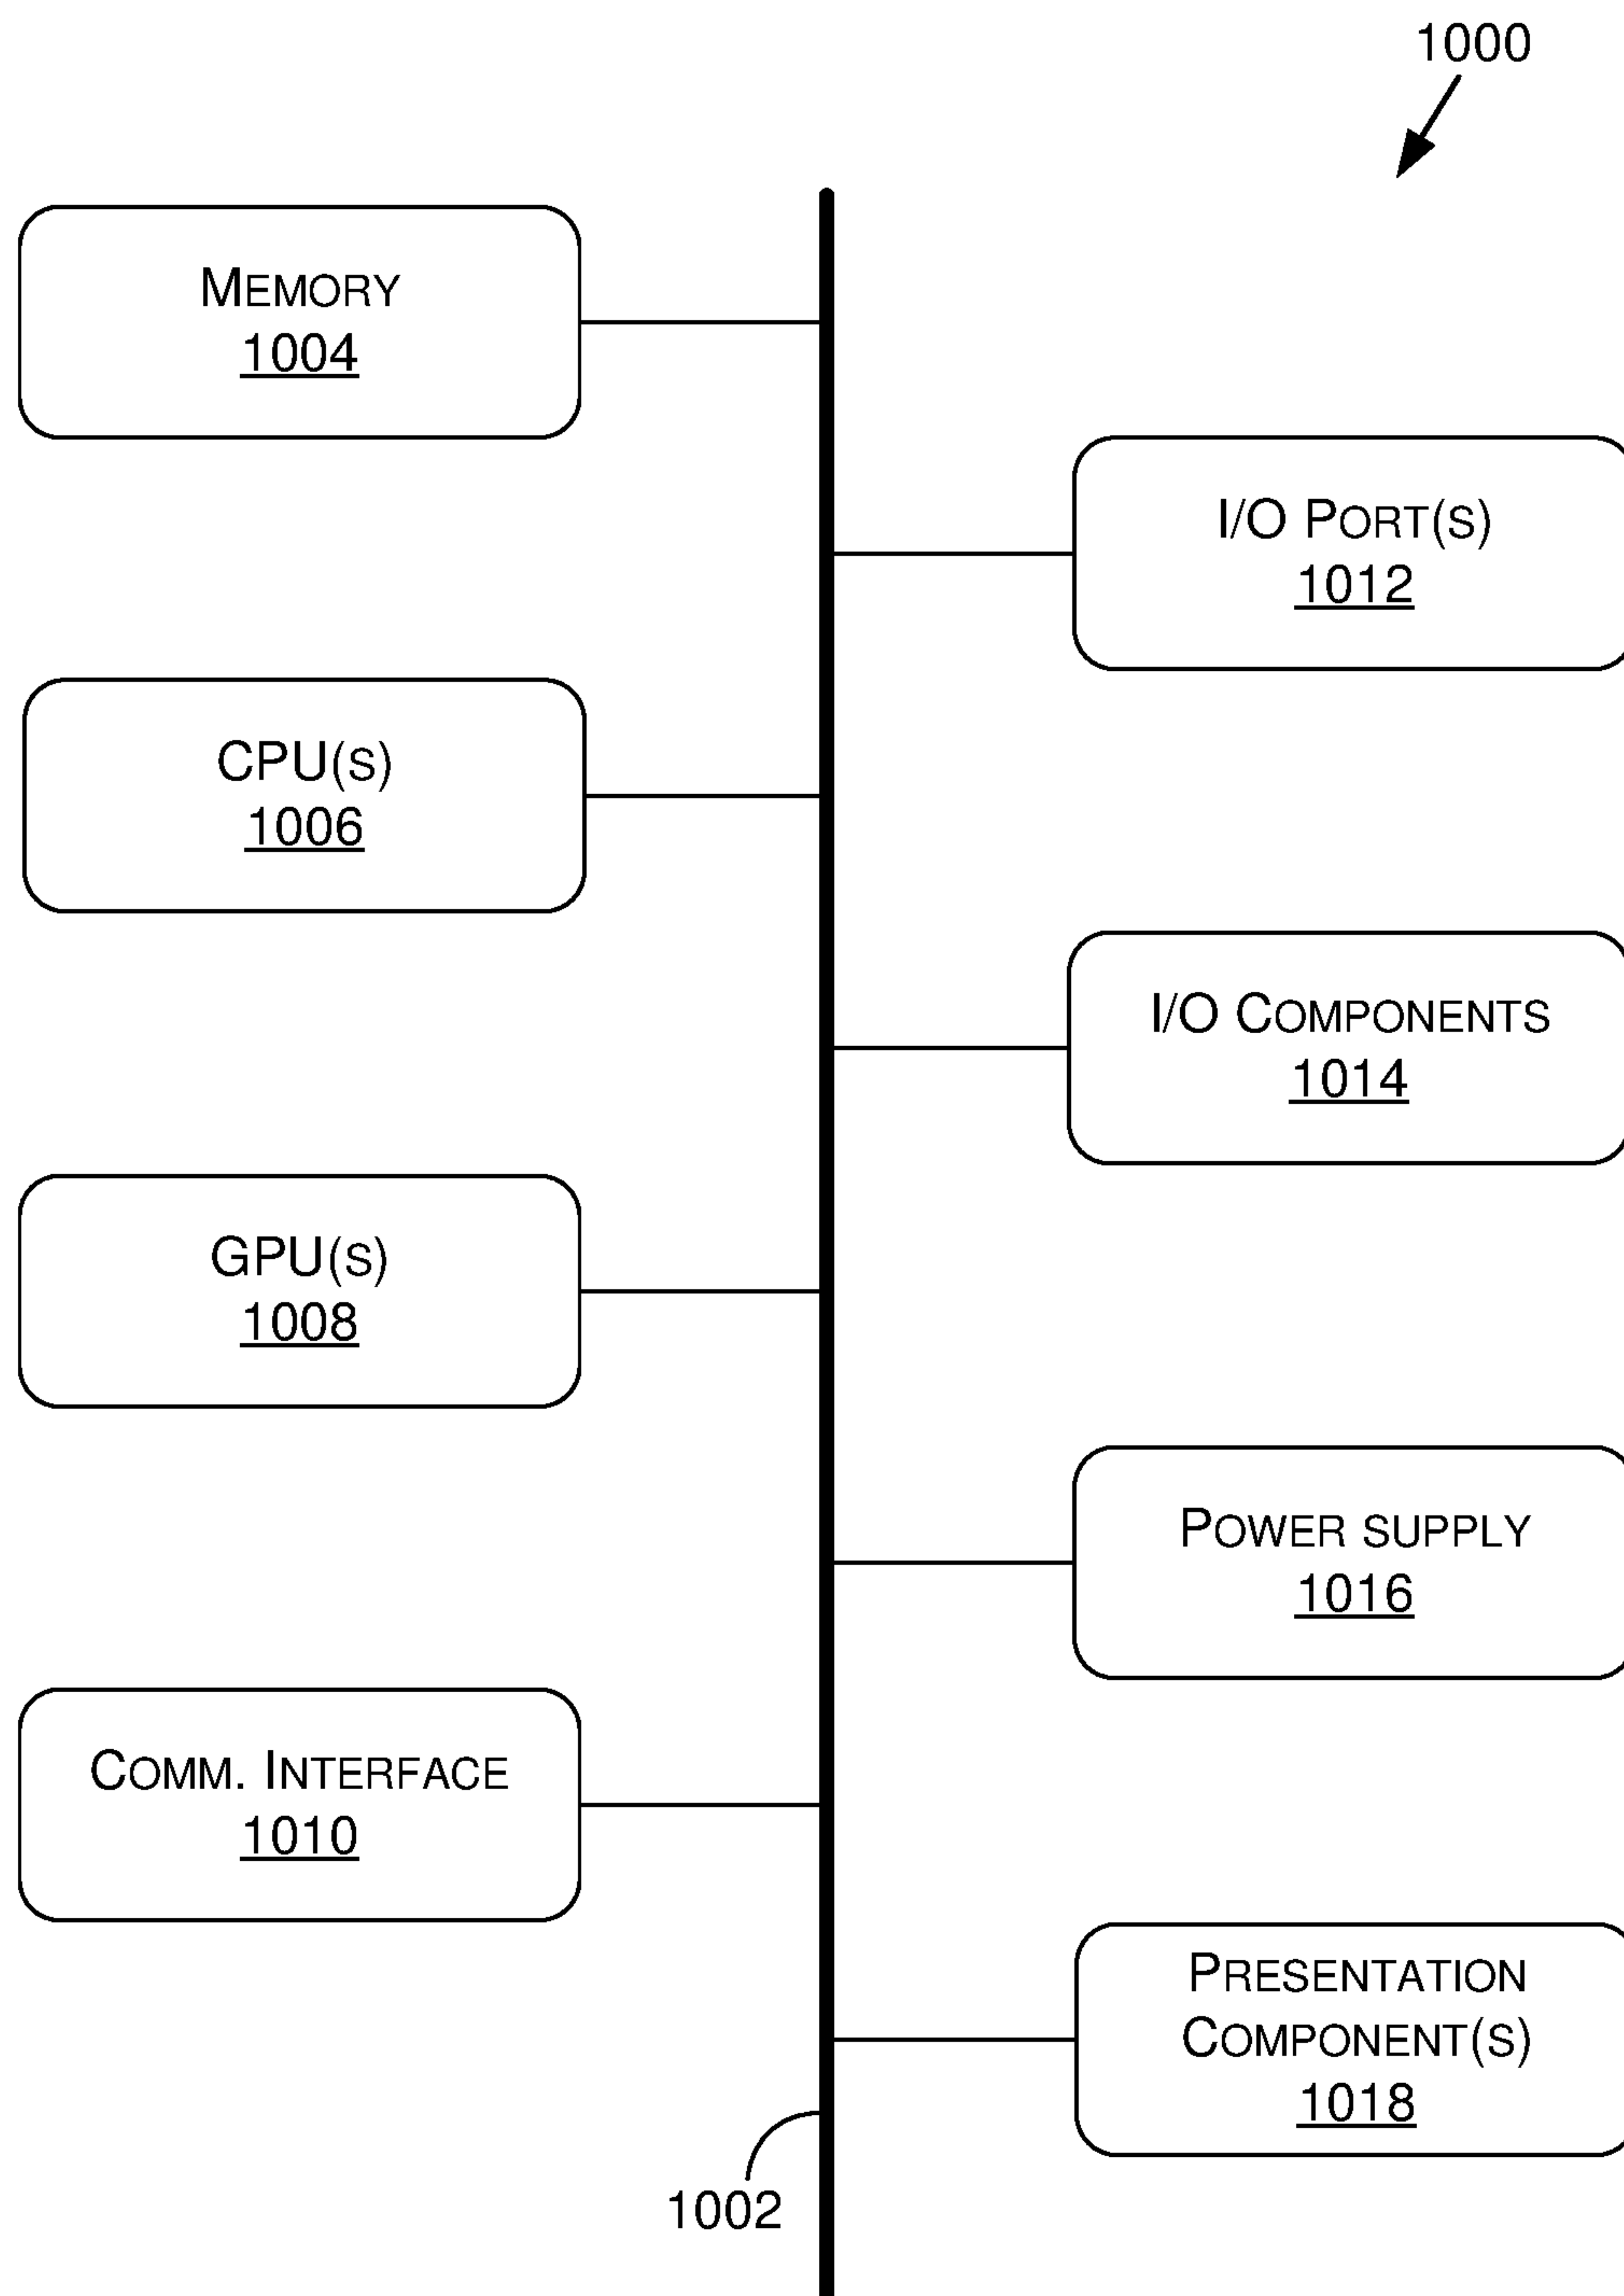 1000
MEMORY
1004
I/O PORT(S)
1012
CPU(S)
1006
I/O COMPONENTS
1014
GPU(S)
1008
POWER SUPPLY
1016
COMM. INTERFACE
1010
PRESENTATION
COMPONENT(S)
1018
1002